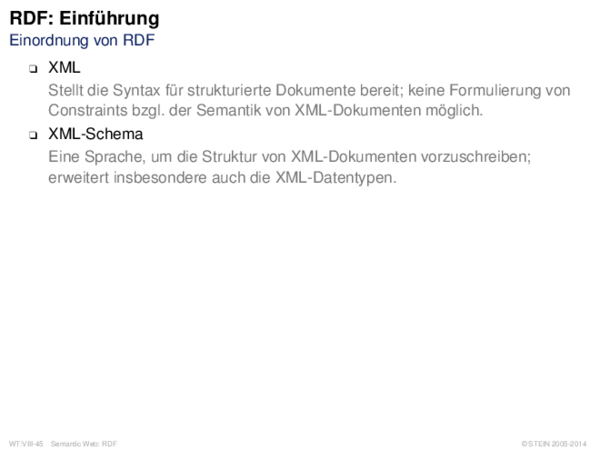 RDF: Einführung
Einordnung von RDF
❏ XML
Stellt die Syntax für strukturierte Dokumente bereit; keine Formulierung von
Constraints bzgl. der Semantik von XML-Dokumenten möglich.
❏ XML-Schema
Eine Sprache, um die Struktur von XML-Dokumenten vorzuschreiben;
erweitert insbesondere auch die XML-Datentypen.
WT:VIII-45 Semantic Web: RDF © STEIN 2005-2014